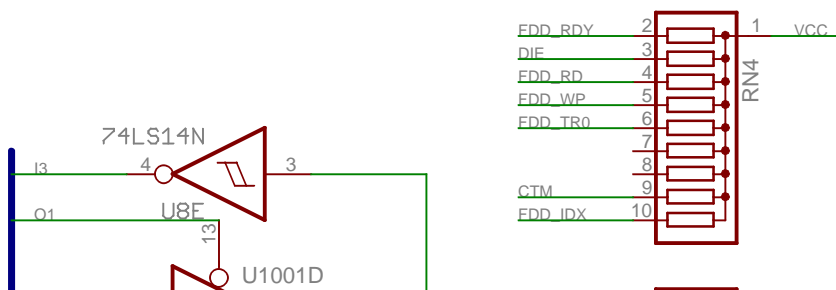 FDD_RDY 2 1 VCC
DIE 3
FDD_RD 4
FDD_WP 5
RN4
FDD_TR0 6
7
8
CTM 9
FDD_IDX 10
74LS14N
I3 4 3
U8E
O1
13
U1001D